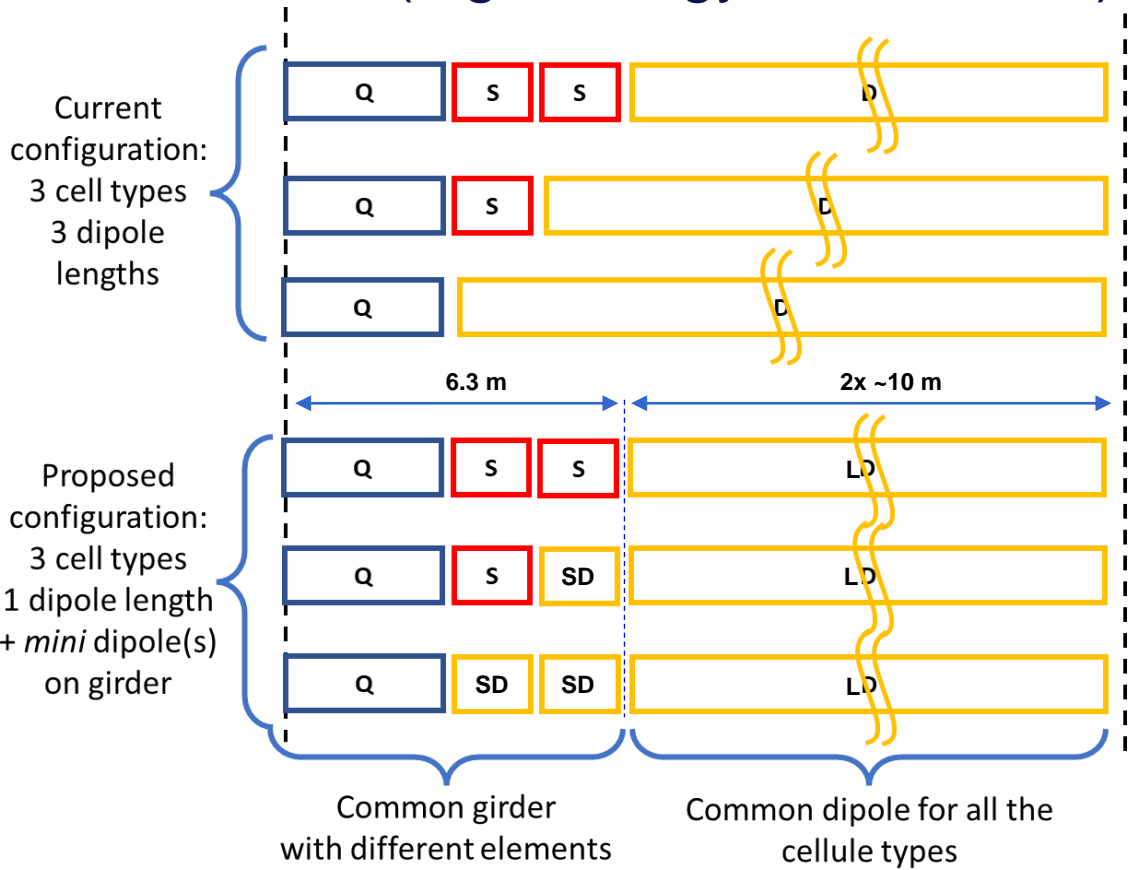 Current
configuration:
3 cell types
3 dipole
lengths
Q S S D
Q S D
Q D
6.3 m 2x ~10 m
Proposed
configuration:
3 cell types
1 dipole length
+ mini dipole(s)
on girder
Q S S LD
Q S SD LD
Q SD SD LD
Common girder
with different elements
Common dipole for all the
cellule types